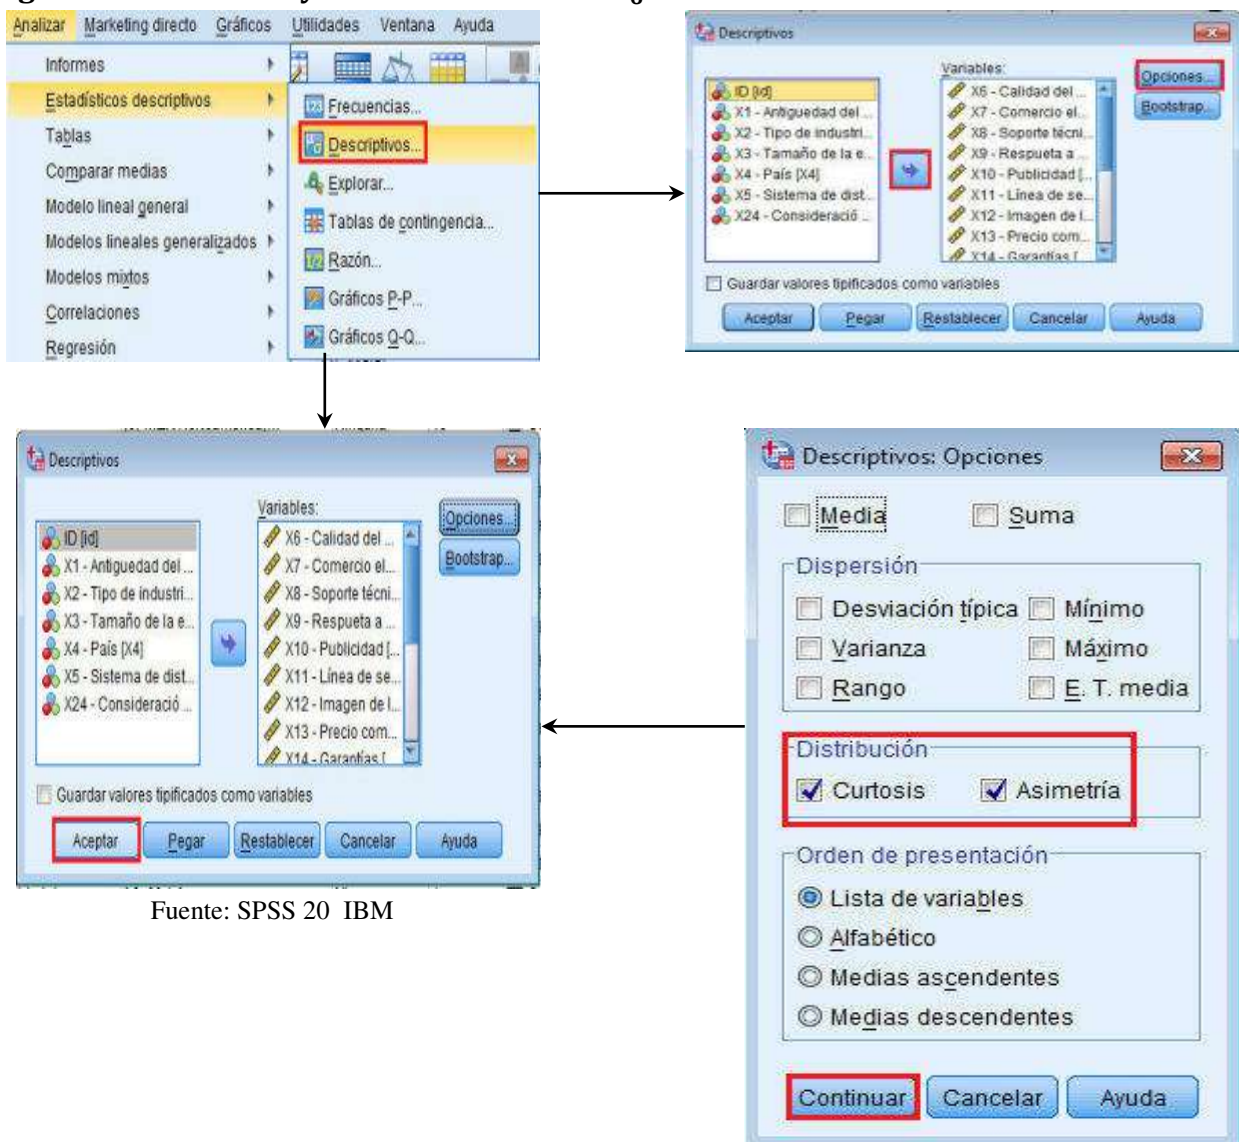 Analizar Marketing directo Gráficos Utilidades Ventana Ayuda
Informes
Estadísticos descriptivos
Tablas
Comparar medias
Modelo lineal general
Modelos lineales generalizados
Modelos mixtos
Correlaciones
Regresión
Frecuencias...
Descriptivos...
Explorar...
Tablas de contingencia...
Razón...
Gráficos P-P...
Gráficos Q-Q...
Descriptivos
ID [id]
X1 - Antiguedad del ...
X2 - Tipo de industri...
X3 - Tamaño de la e...
X4 - País [X4]
X5 - Sistema de dist...
X24 - Consideració ...
Variables:
X6 - Calidad del ...
X7 - Comercio el...
X8 - Soporte técni...
X9 - Respueta a ...
X10 - Publicidad [...
X11 - Línea de se...
X12 - Imagen de l...
X13 - Precio com...
X14 - Garantías [
Opciones...
Bootstrap...
Guardar valores tipificados como variables
Aceptar Pegar Restablecer Cancelar Ayuda
Descriptivos
ID [id]
X1 - Antiguedad del ...
X2 - Tipo de industri...
X3 - Tamaño de la e...
X4 - País [X4]
X5 - Sistema de dist...
X24 - Consideració ...
Variables:
X6 - Calidad del ...
X7 - Comercio el...
X8 - Soporte técni...
X9 - Respueta a ...
X10 - Publicidad [...
X11 - Línea de se...
X12 - Imagen de l...
X13 - Precio com...
X14 - Garantías [
Opciones...
Bootstrap...
Guardar valores tipificados como variables
Aceptar Pegar Restablecer Cancelar Ayuda
Fuente: SPSS 20 IBM
Descriptivos: Opciones
Media Suma
Dispersión
Desviación típica Mínimo
Varianza Máximo
Rango E. T. media
Distribución
Curtosis Asimetría
Orden de presentación
Lista de variables
Alfabético
Medias ascendentes
Medias descendentes
Continuar Cancelar Ayuda